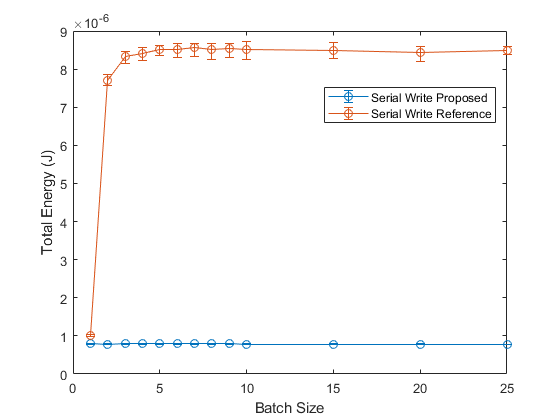 ×10⁻⁶
9
8
7
6
5
4
3
2
1
0
Total Energy (J)
Serial Write Proposed
Serial Write Reference
0 5 10 15 20 25
Batch Size